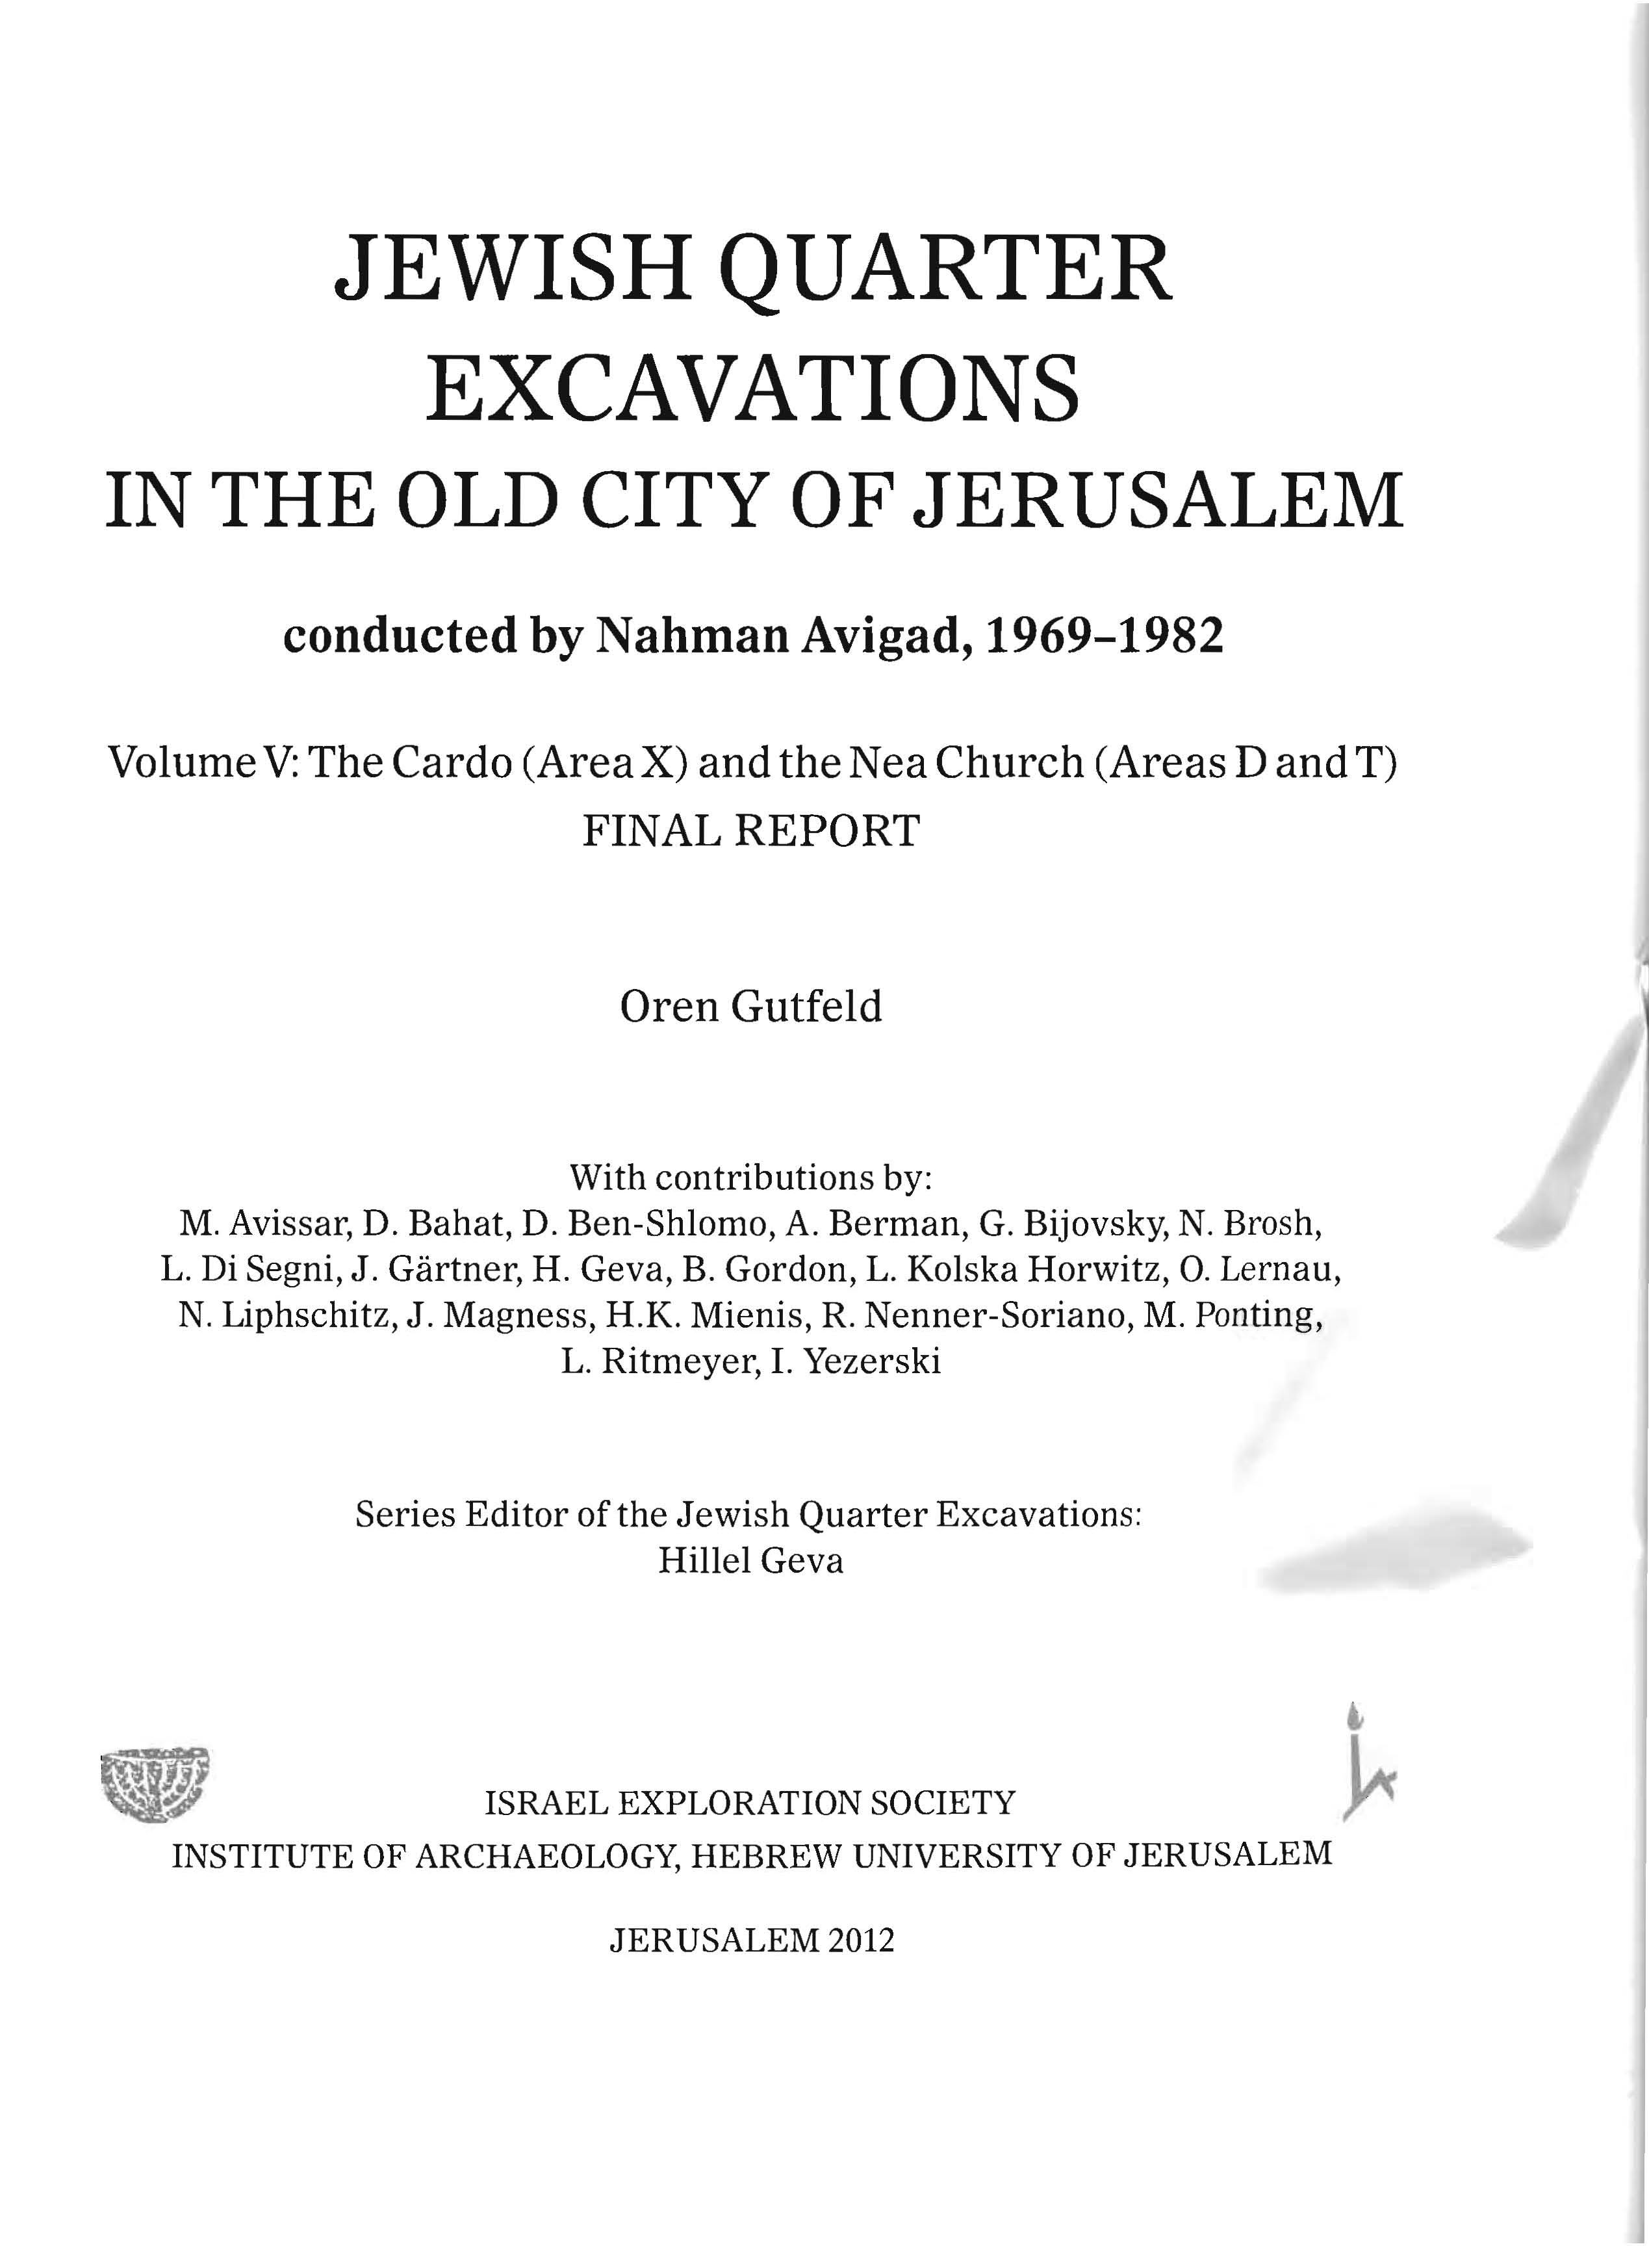 JEWISH QUARTER
EXCAVATIONS
IN THE OLD CITY OF JERUSALEM
conducted by Nahman Avigad, 1969–1982
Volume V: The Cardo (Area X) and the Nea Church (Areas D and T)
FINAL REPORT
Oren Gutfeld
With contributions by:
M. Avissar, D. Bahat, D. Ben-Shlomo, A. Berman, G. Bijovsky, N. Brosh,
L. Di Segni, J. Gärtner, H. Geva, B. Gordon, L. Kolska Horwitz, O. Lernau,
N. Liphschitz, J. Magness, H.K. Mienis, R. Nenner-Soriano, M. Ponting,
L. Ritmeyer, I. Yezerski
Series Editor of the Jewish Quarter Excavations:
Hillel Geva
ISRAEL EXPLORATION SOCIETY
INSTITUTE OF ARCHAEOLOGY, HEBREW UNIVERSITY OF JERUSALEM
JERUSALEM 2012